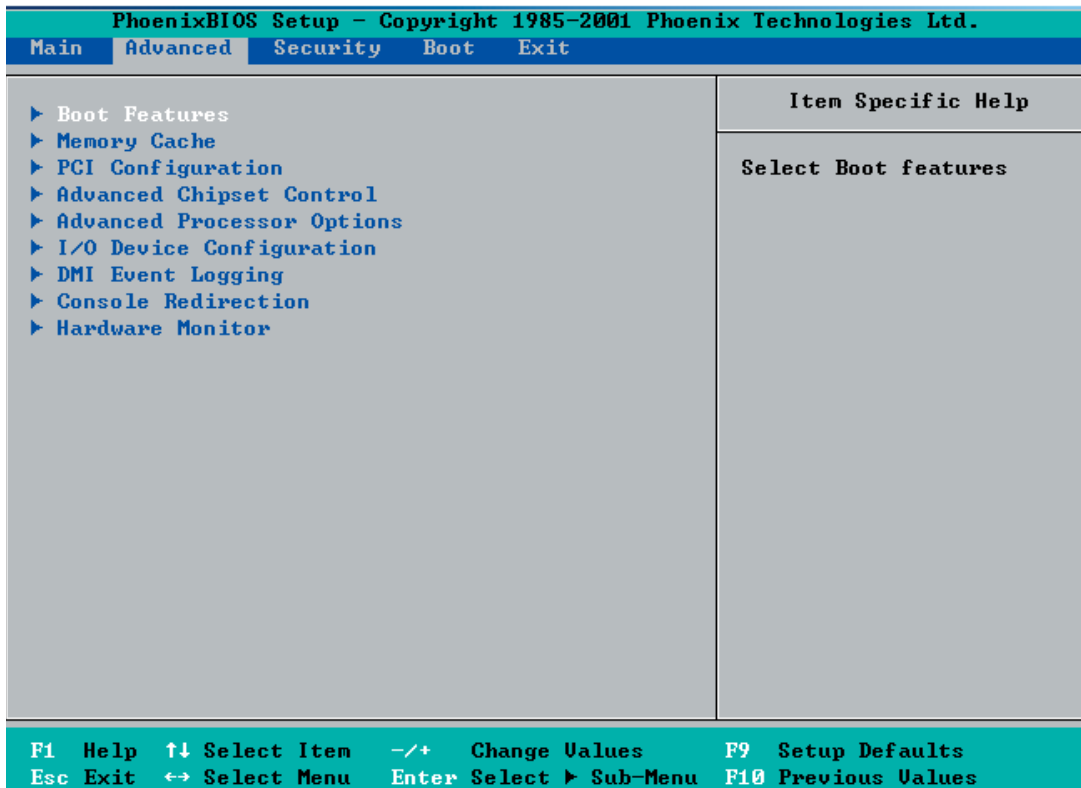 PhoenixBIOS Setup – Copyright 1985-2001 Phoenix Technologies Ltd.
Main Advanced Security Boot Exit
Boot Features
Memory Cache
PCI Configuration
Advanced Chipset Control
Advanced Processor Options
I/O Device Configuration
DMI Event Logging
Console Redirection
Hardware Monitor
Item Specific Help
Select Boot features
F1 Help ↑↓ Select Item -/+ Change Values F9 Setup Defaults
Esc Exit ↔ Select Menu Enter Select ▶ Sub-Menu F10 Previous Values